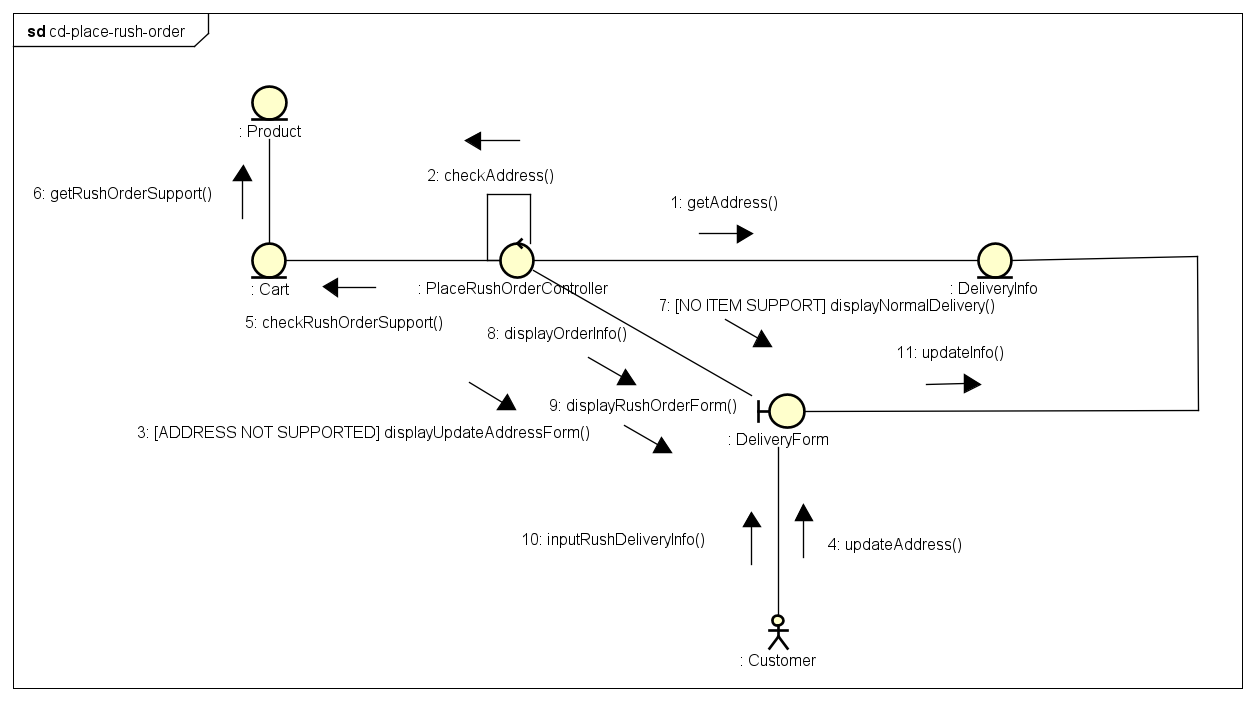 sd cd-place-rush-order
: Product
2: checkAddress()
6: getRushOrderSupport()
1: getAddress()
: Cart
: PlaceRushOrderController
: DeliveryInfo
7: [NO ITEM SUPPORT] displayNormalDelivery()
5: checkRushOrderSupport()
8: displayOrderInfo()
11: updateInfo()
9: displayRushOrderForm()
3: [ADDRESS NOT SUPPORTED] displayUpdateAddressForm()
: DeliveryForm
10: inputRushDeliveryInfo()
4: updateAddress()
: Customer